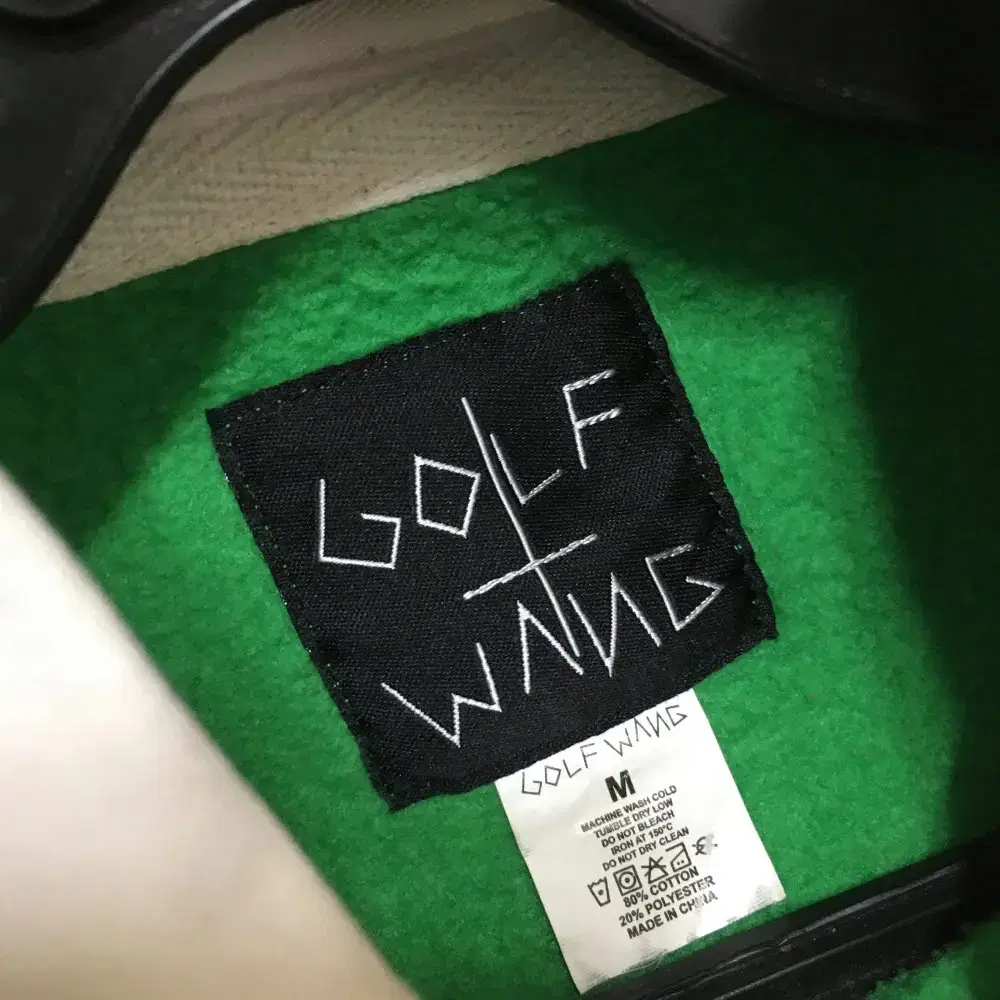 GOLF
WANG
GOLF WANG
M
MACHINE WASH COLD
TUMBLE DRY LOW
DO NOT BLEACH
IRON AT 150°C
DO NOT DRY CLEAN
80% COTTON
20% POLYESTER
MADE IN CHINA